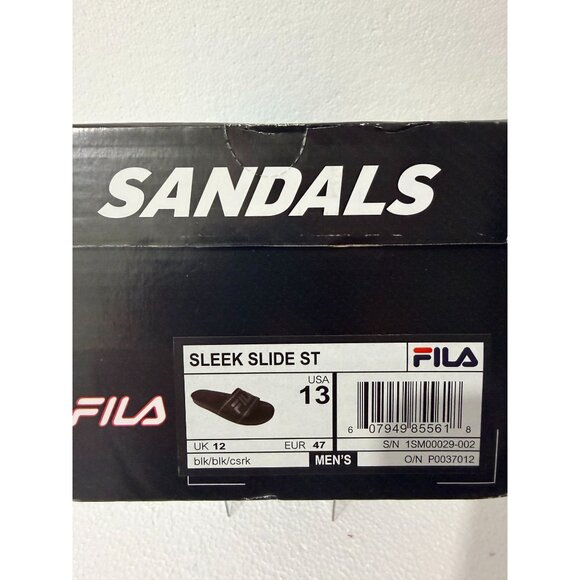 SANDALS
SLEEK SLIDE ST
FILA
FILA
USA
13
FILA
UK 12
EUR 47
6 07949 85561 8
S/N 1SM00029-002
blk/blk/csrk
MEN'S
O/N P0037012